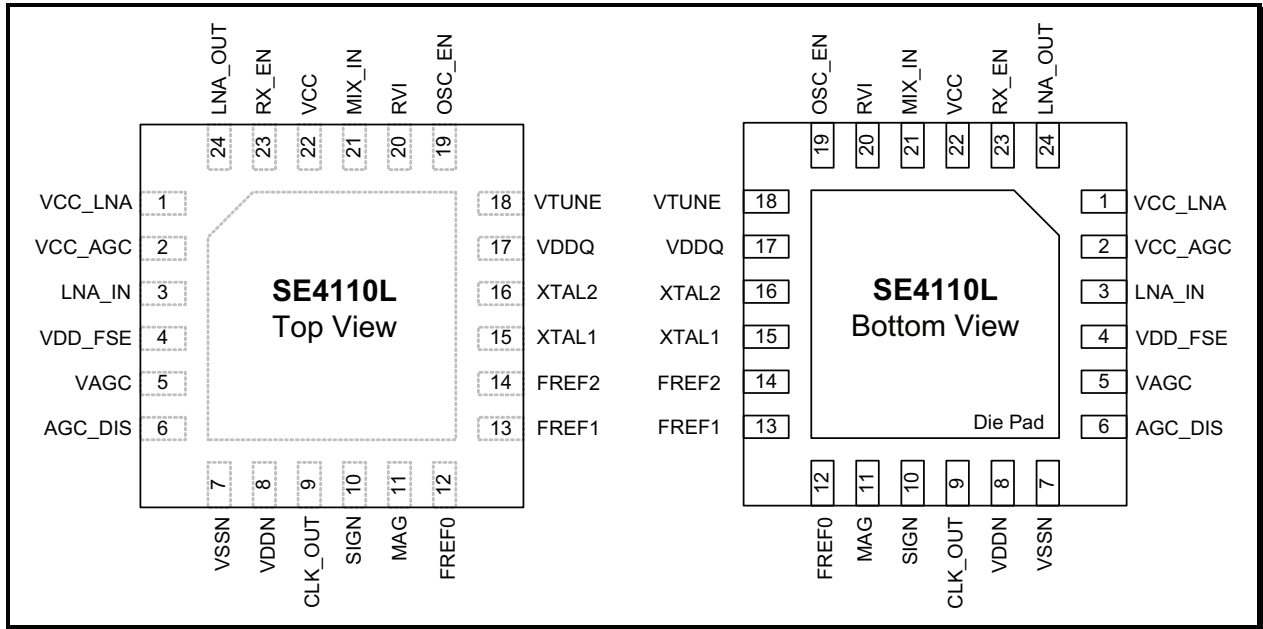 LNA_OUT
RX_EN
VCC
MIX_IN
RVI
OSC_EN
24
23
22
21
20
19
VCC_LNA 1
VCC_AGC 2
LNA_IN 3
VDD_FSE 4
VAGC 5
AGC_DIS 6
SE4110L
Top View
18 VTUNE
17 VDDQ
16 XTAL2
15 XTAL1
14 FREF2
13 FREF1
7
8
9
10
11
12
VSSN
VDDN
CLK_OUT
SIGN
MAG
FREF0
OSC_EN
RVI
MIX_IN
VCC
RX_EN
LNA_OUT
19
20
21
22
23
24
VTUNE 18
VDDQ 17
XTAL2 16
XTAL1 15
FREF2 14
FREF1 13
SE4110L
Bottom View
Die Pad
1 VCC_LNA
2 VCC_AGC
3 LNA_IN
4 VDD_FSE
5 VAGC
6 AGC_DIS
12
11
10
9
8
7
FREF0
MAG
SIGN
CLK_OUT
VDDN
VSSN